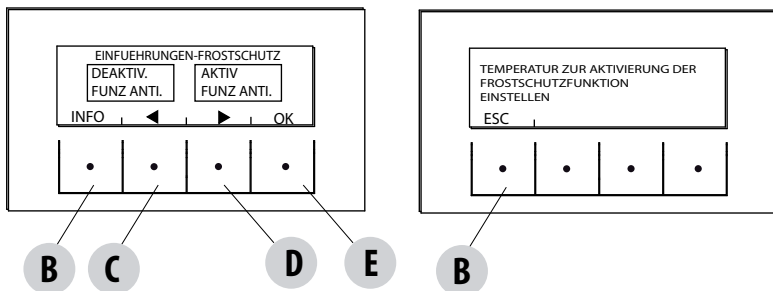 EINFUEHRUNGEN-FROSTSCHUTZ
DEAKTIV. AKTIV
FUNZ ANTI. FUNZ ANTI.
INFO ◀ ▶ OK
B C D E
TEMPERATUR ZUR AKTIVIERUNG DER
FROSTSCHUTZFUNKTION
EINSTELLEN
ESC
B